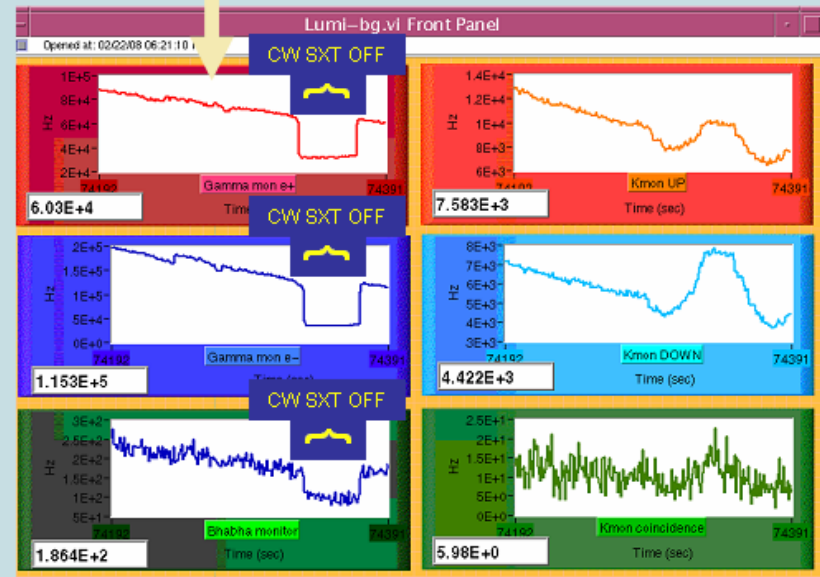 Lumi-bg.vi Front Panel
Opened at: 02/22/08 06:21:10
CW SXT OFF
1E+5
8E+4
6E+4
4E+4
2E+4
Hz
74192
Gamma mon e+
74391
6.03E+4
Time
1.4E+4
1.2E+4
1E+4
8E+3
6E+3
Hz
74192
Kmon UP
74391
7.583E+3
Time (sec)
CW SXT OFF
2E+5
1.5E+5
1E+5
5E+4
0E+0
Hz
74192
Gamma mon e-
74391
1.153E+5
Time (sec)
8E+3
7E+3
6E+3
5E+3
4E+3
3E+3
Hz
74192
Kmon DOWN
74391
4.422E+3
Time (sec)
CW SXT OFF
3E+2
2.5E+2
2E+2
1.5E+2
1E+2
5E+1
Hz
74192
Bhabha monitor
74391
1.864E+2
Time (sec)
2.5E+1
2E+1
1.5E+1
1E+1
5E+0
0E+0
Hz
74192
Kmon coincidence
74391
5.98E+0
Time (sec)